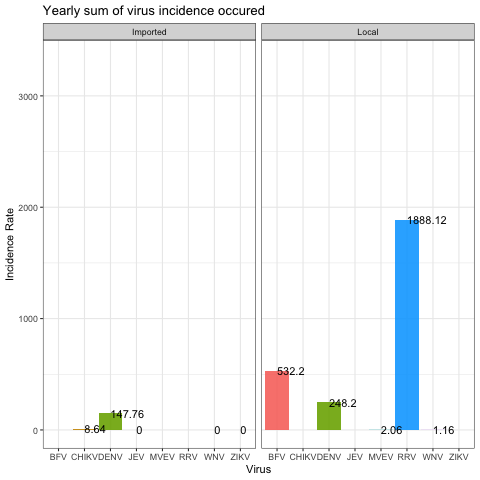 Yearly sum of virus incidence occured
Imported
Local
Incidence Rate
3000
2000
1000
0
8.64
147.76
0
0
0
532.2
248.2
2.06
1888.12
1.16
BFV CHIKV DENV JEV MVEV RRV WNV ZIKV
BFV CHIKV DENV JEV MVEV RRV WNV ZIKV
Virus